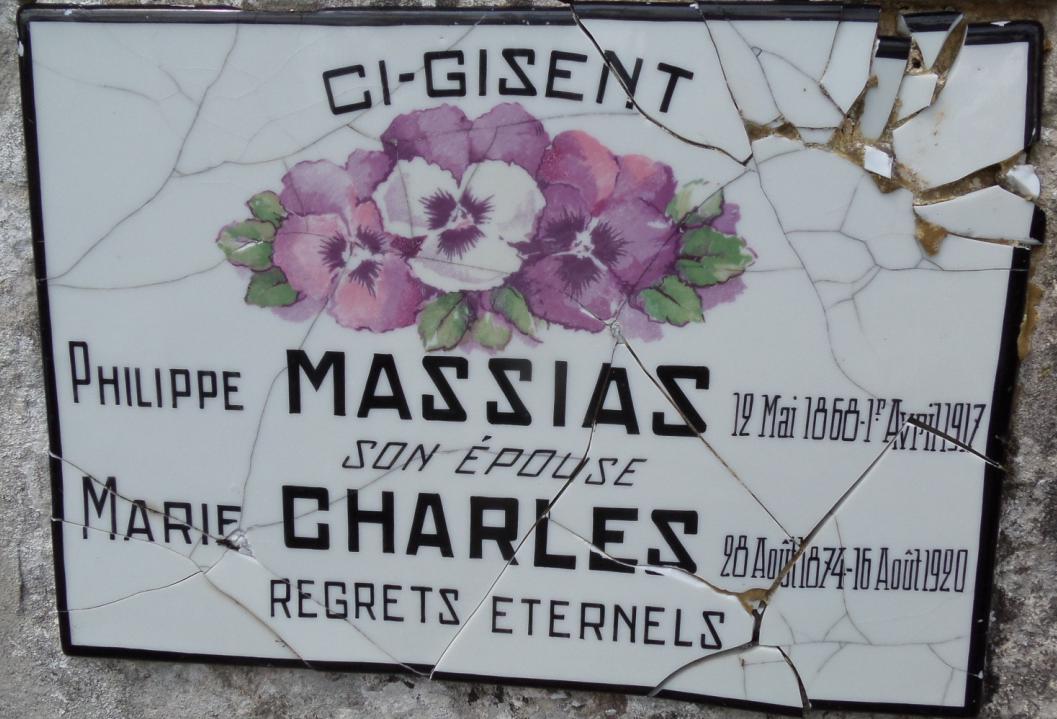 CI-GISENT
PHILIPPE MASSIAS 12 Mai 1868-1r Avril 1917
SON ÉPOUSE
MARIE CHARLES 28 Août 1874-16 Août 1920
REGRETS ETERNELS